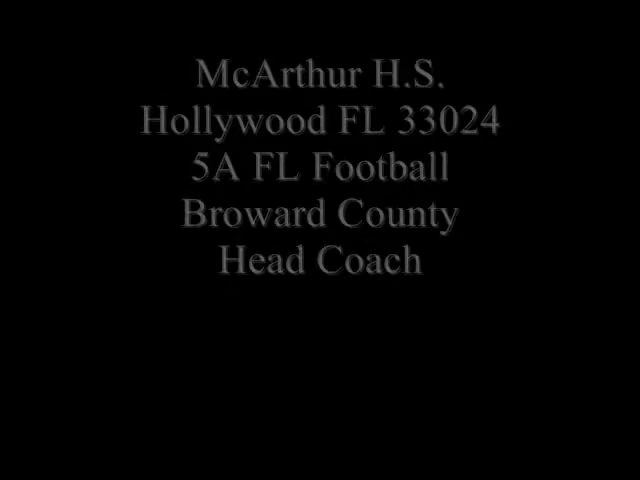 McArthur H.S.
Hollywood FL 33024
5A FL Football
Broward County
Head Coach